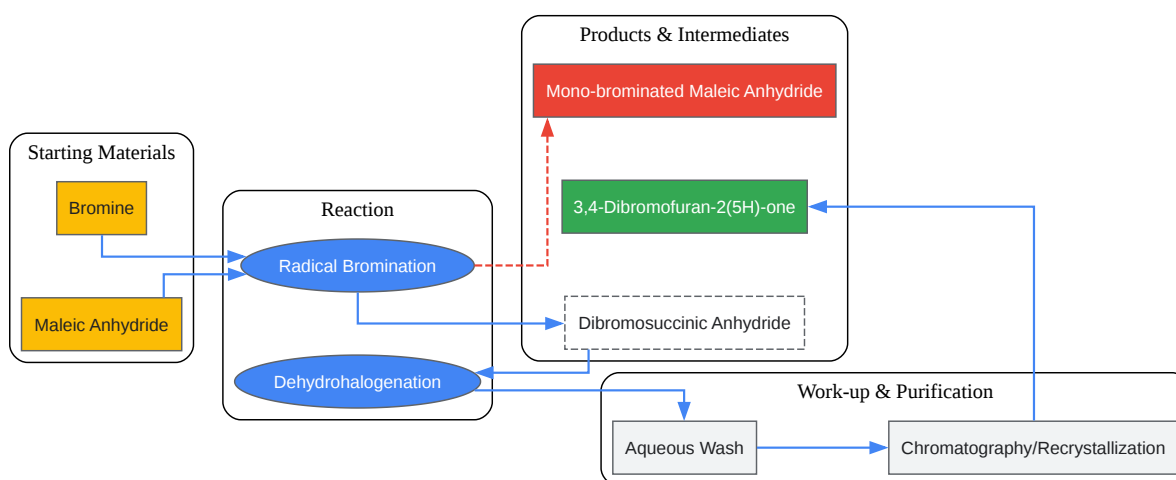 Products & Intermediates
Mono-brominated Maleic Anhydride
Starting Materials
Bromine
3,4-Dibromofuran-2(5H)-one
Reaction
Radical Bromination
Maleic Anhydride
Dibromosuccinic Anhydride
Dehydrohalogenation
Work-up & Purification
Aqueous Wash
Chromatography/Recrystallization